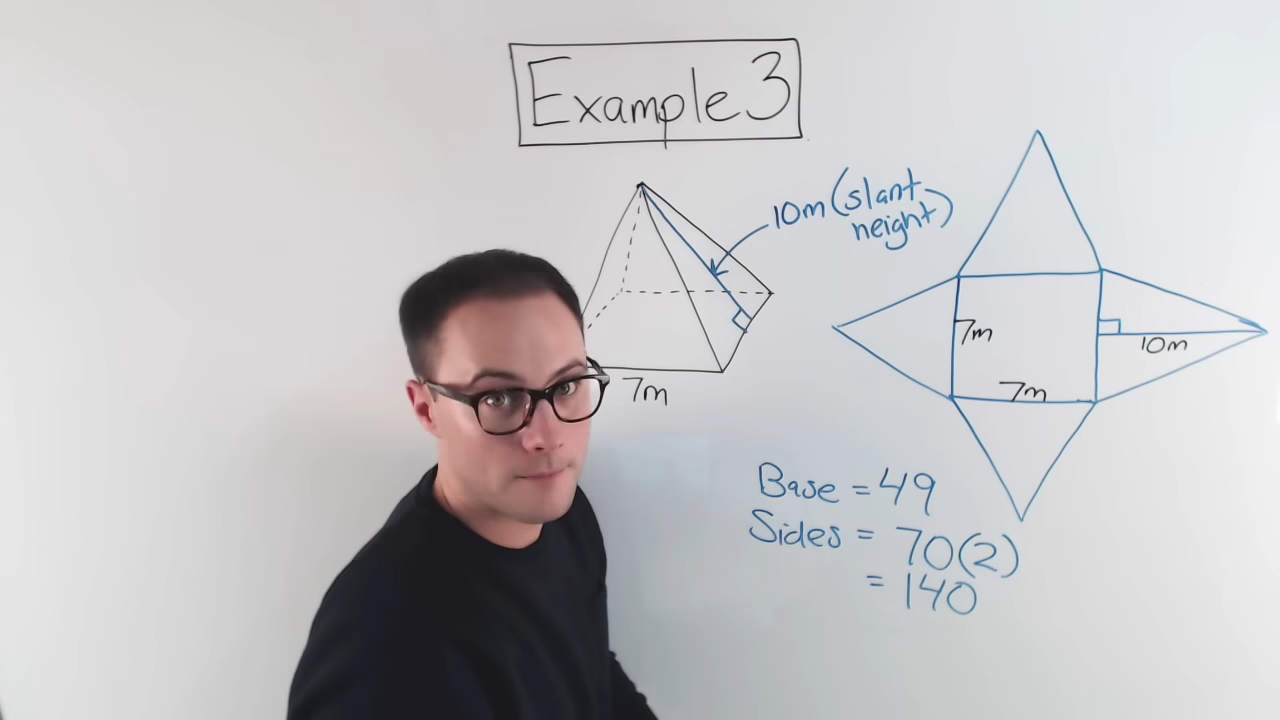 Example 3
10m (slant
height)
7m
7m
7m
10m
Base = 49
Sides = 70(2)
= 140